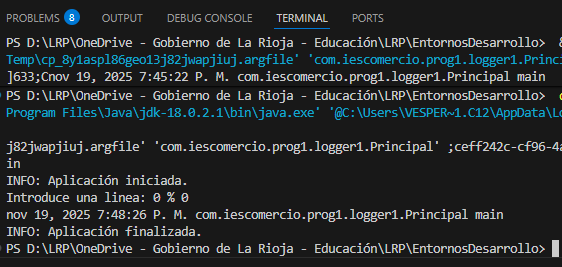 PROBLEMS 8 OUTPUT DEBUG CONSOLE TERMINAL PORTS
PS D:\LRP\OneDrive - Gobierno de La Rioja - Educación\LRP\EntornosDesarrollo>
Temp\cp_8y1aspl86geo13j82jwapjiuj.argfile' 'com.iescomercio.prog1.logger1.Princi
]633;Cnov 19, 2025 7:45:22 P. M. com.iescomercio.prog1.logger1.Principal main
PS D:\LRP\OneDrive - Gobierno de La Rioja - Educación\LRP\EntornosDesarrollo>
Program Files\Java\jdk-18.0.2.1\bin\java.exe' '@C:\Users\VESPER~1.C12\AppData\Lo
j82jwapjiuj.argfile' 'com.iescomercio.prog1.logger1.Principal' ;ceff242c-cf96-4a
in
INFO: Aplicación iniciada.
Introduce una linea: 0 % 0
nov 19, 2025 7:48:26 P. M. com.iescomercio.prog1.logger1.Principal main
INFO: Aplicación finalizada.
PS D:\LRP\OneDrive - Gobierno de La Rioja - Educación\LRP\EntornosDesarrollo>